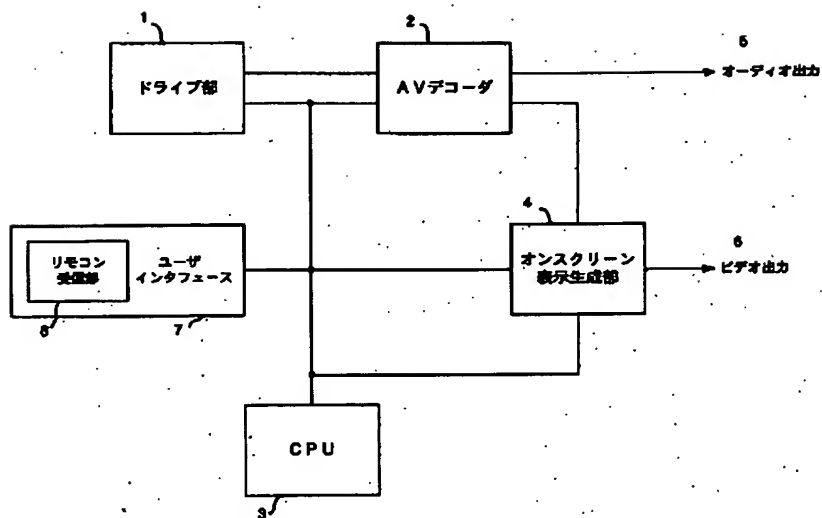 1
ドライブ部
2
AVデコーダ
5
オーディオ出力
リモコン
受信部
8
ユーザ
インタフェース
7
4
オンスクリーン
表示生成部
6
ビデオ出力
CPU
3